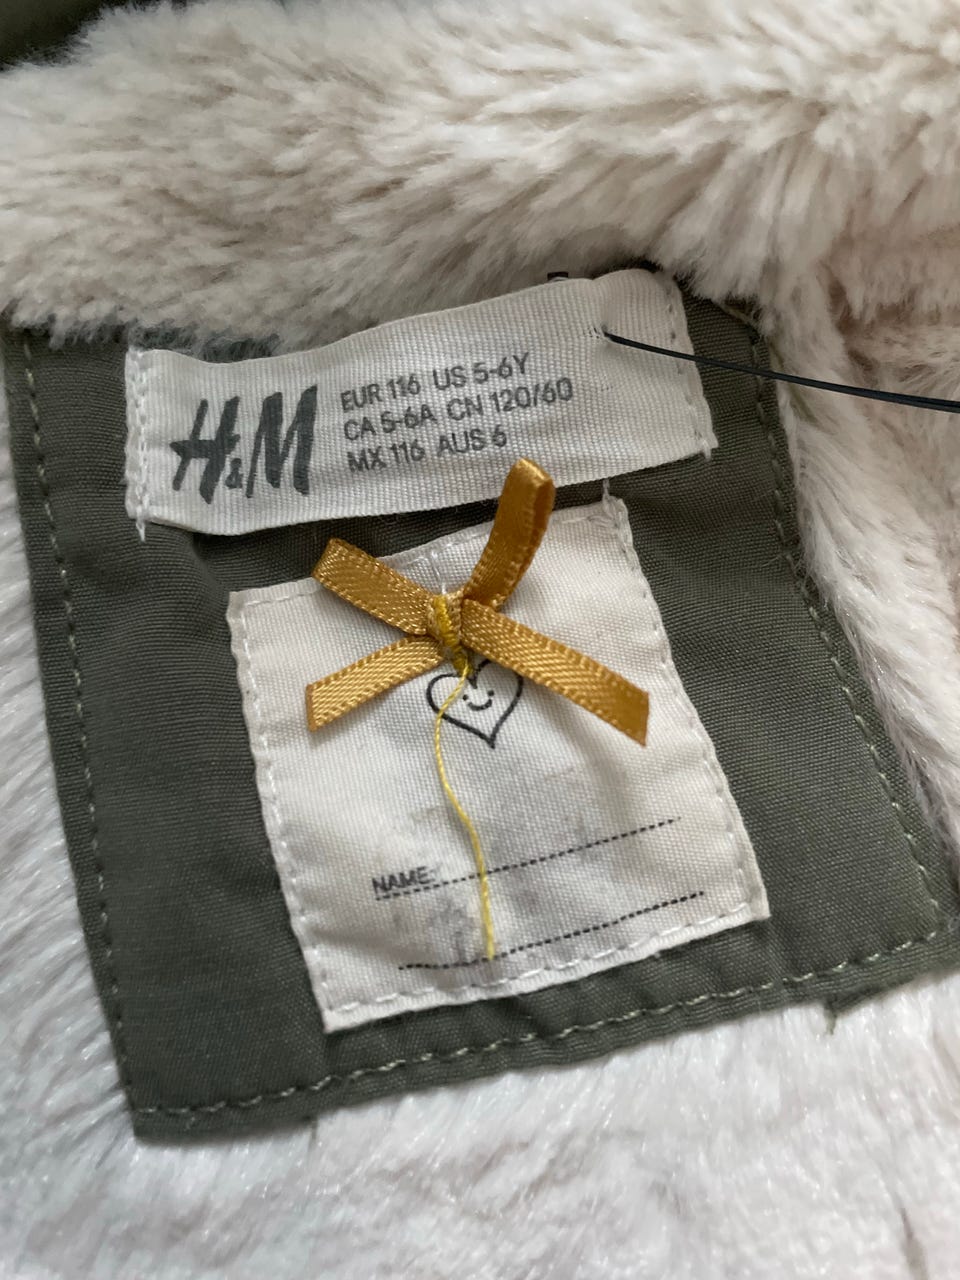 H&M
EUR 116 US 5-6Y
CA 5-6A CN 120/60
MX 116 AUS 6
NAME: